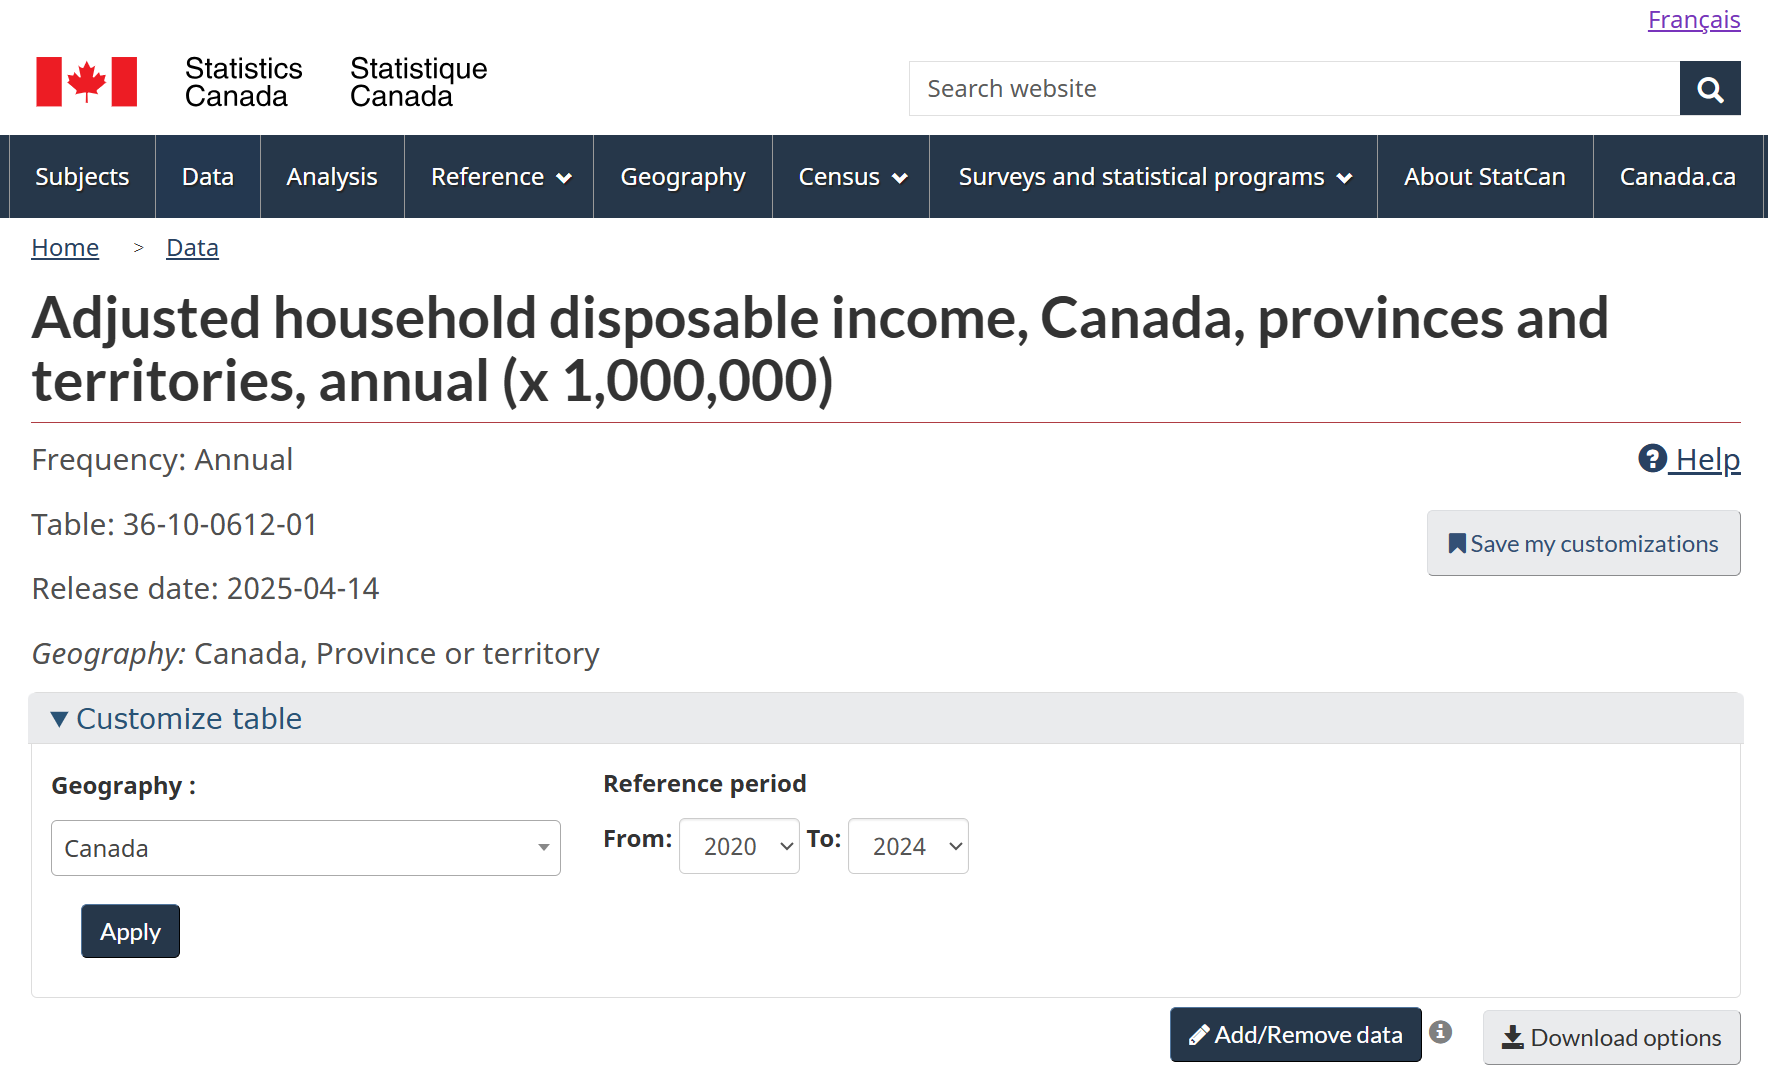 Français
Statistics Canada
Statistique Canada
Search website
Subjects
Data
Analysis
Reference
Geography
Census
Surveys and statistical programs
About StatCan
Canada.ca
Home > Data
Adjusted household disposable income, Canada, provinces and
territories, annual (x 1,000,000)
Frequency: Annual
Help
Table: 36-10-0612-01
Save my customizations
Release date: 2025-04-14
Geography: Canada, Province or territory
Customize table
Geography :
Reference period
Canada
From: 2020 To: 2024
Apply
Add/Remove data
Download options